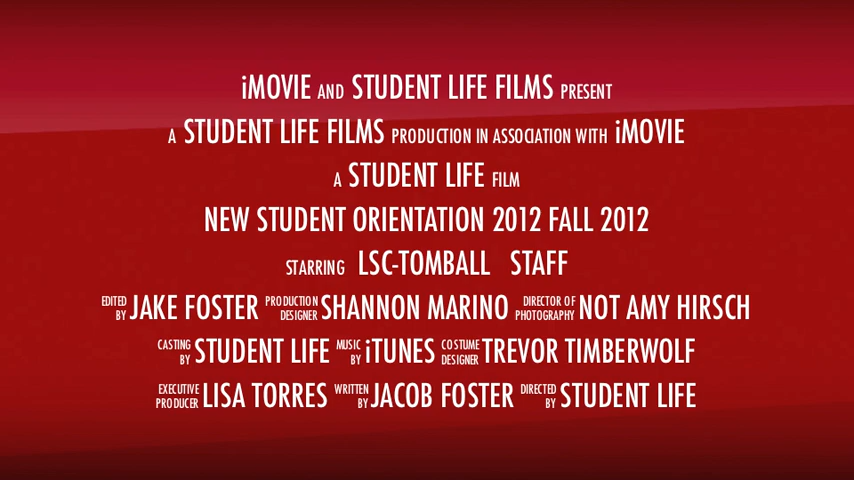 iMOVIE AND STUDENT LIFE FILMS PRESENT
A STUDENT LIFE FILMS PRODUCTION IN ASSOCIATION WITH iMOVIE
A STUDENT LIFE FILM
NEW STUDENT ORIENTATION 2012 FALL 2012
STARRING LSC-TOMBALL STAFF
EDITED BY JAKE FOSTER PRODUCTION DESIGNER SHANNON MARINO DIRECTOR OF PHOTOGRAPHY NOT AMY HIRSCH
CASTING BY STUDENT LIFE MUSIC BY iTUNES COSTUME DESIGNER TREVOR TIMBERWOLF
EXECUTIVE PRODUCER LISA TORRES WRITTEN BY JACOB FOSTER DIRECTED BY STUDENT LIFE